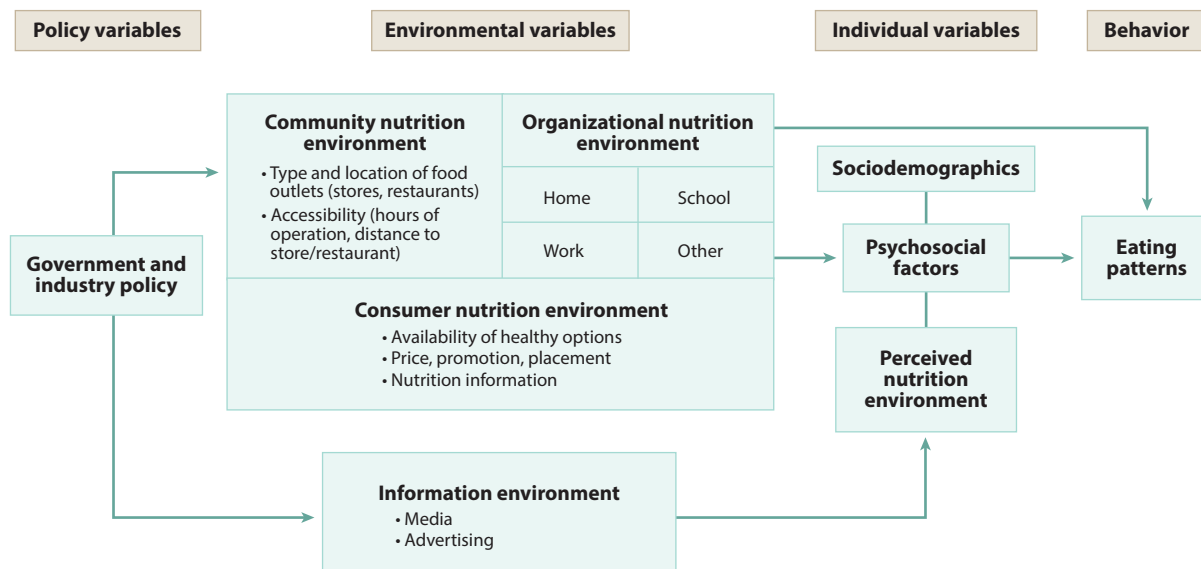 Policy variables
Environmental variables
Individual variables
Behavior
Government and
industry policy
Community nutrition
environment
• Type and location of food
outlets (stores, restaurants)
• Accessibility (hours of
operation, distance to
store/restaurant)
Organizational nutrition
environment
Home
School
Work
Other
Consumer nutrition environment
• Availability of healthy options
• Price, promotion, placement
• Nutrition information
Information environment
• Media
• Advertising
Sociodemographics
Psychosocial
factors
Perceived
nutrition
environment
Eating
patterns